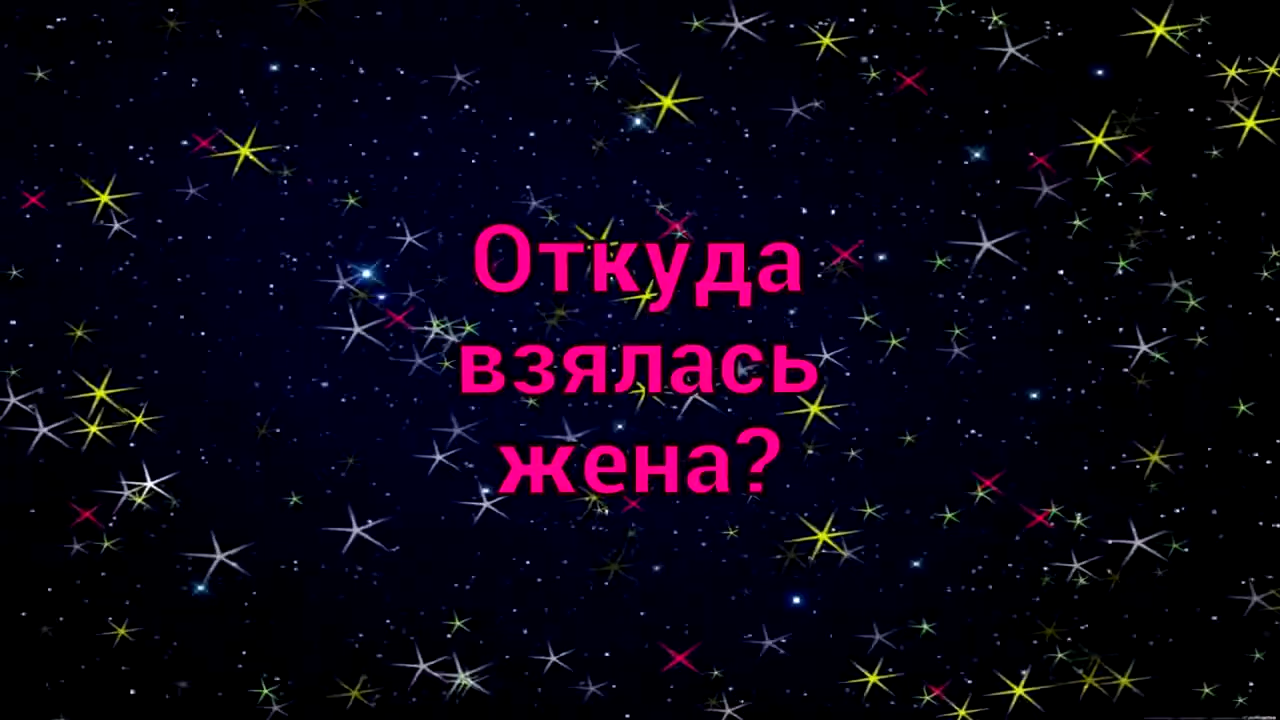 Откуда
взялась
жена?